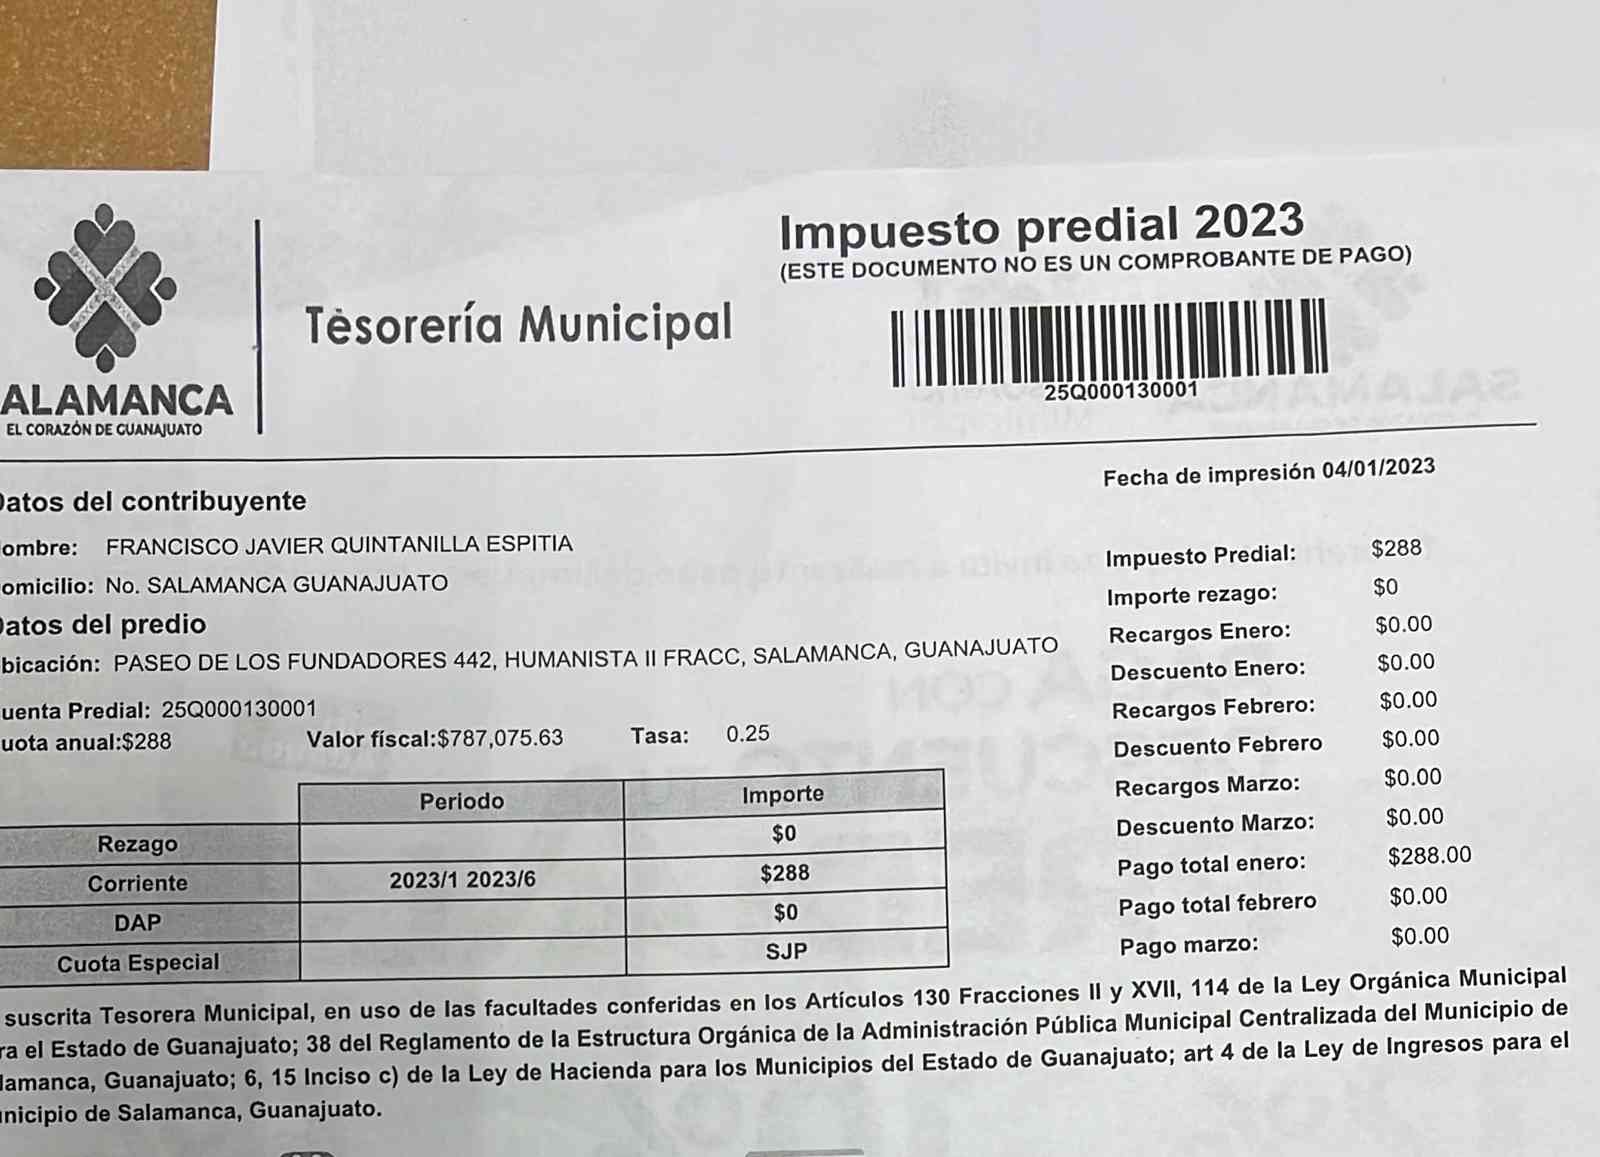 ALAMANCA
EL CORAZÓN DE GUANAJUATO
Tesorería Municipal
Impuesto predial 2023
(ESTE DOCUMENTO NO ES UN COMPROBANTE DE PAGO)
25Q000130001
Fecha de impresión 04/01/2023
Datos del contribuyente
ombre: FRANCISCO JAVIER QUINTANILLA ESPITIA
omicilio: No. SALAMANCA GUANAJUATO
Datos del predio
bicación: PASEO DE LOS FUNDADORES 442, HUMANISTA II FRACC, SALAMANCA, GUANAJUATO
uenta Predial: 25Q000130001
uota anual:$288 Valor físcal:$787,075.63 Tasa: 0.25
Periodo Importe
Rezago $0
Corriente 2023/1 2023/6 $288
DAP $0
Cuota Especial SJP
Impuesto Predial: $288
Importe rezago: $0
Recargos Enero: $0.00
Descuento Enero: $0.00
Recargos Febrero: $0.00
Descuento Febrero $0.00
Recargos Marzo: $0.00
Descuento Marzo: $0.00
Pago total enero: $288.00
Pago total febrero $0.00
Pago marzo: $0.00
suscrita Tesorera Municipal, en uso de las facultades conferidas en los Artículos 130 Fracciones II y XVII, 114 de la Ley Orgánica Municipal
ra el Estado de Guanajuato; 38 del Reglamento de la Estructura Orgánica de la Administración Pública Municipal Centralizada del Municipio de
lamanca, Guanajuato; 6, 15 Inciso c) de la Ley de Hacienda para los Municipios del Estado de Guanajuato; art 4 de la Ley de Ingresos para el
unicipio de Salamanca, Guanajuato.